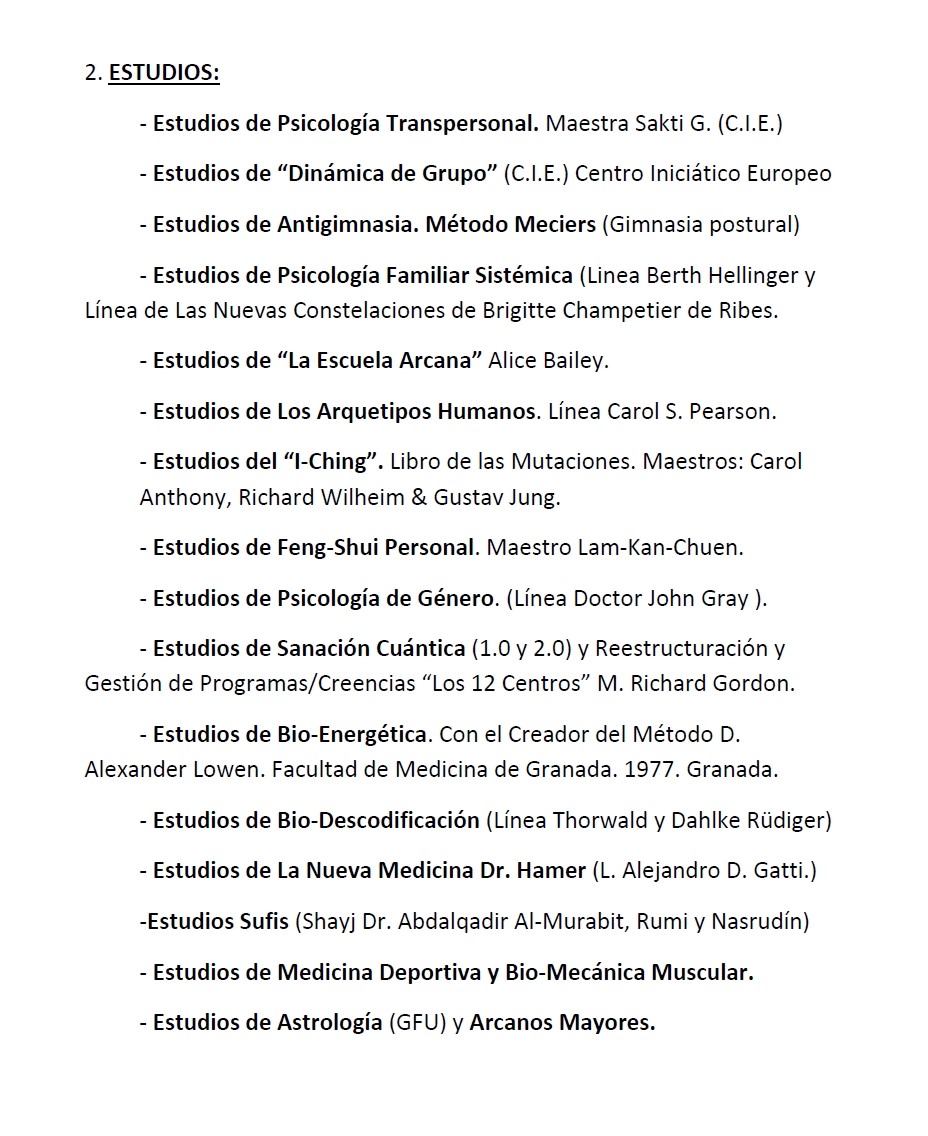 2. ESTUDIOS:
- Estudios de Psicología Transpersonal. Maestra Sakti G. (C.I.E.)
- Estudios de “Dinámica de Grupo” (C.I.E.) Centro Iniciático Europeo
- Estudios de Antigimnasia. Método Meciers (Gimnasia postural)
- Estudios de Psicología Familiar Sistémica (Linea Berth Hellinger y
Línea de Las Nuevas Constelaciones de Brigitte Champetier de Ribes.
- Estudios de “La Escuela Arcana” Alice Bailey.
- Estudios de Los Arquetipos Humanos. Línea Carol S. Pearson.
- Estudios del “I-Ching”. Libro de las Mutaciones. Maestros: Carol
Anthony, Richard Wilheim & Gustav Jung.
- Estudios de Feng-Shui Personal. Maestro Lam-Kan-Chuen.
- Estudios de Psicología de Género. (Línea Doctor John Gray ).
- Estudios de Sanación Cuántica (1.0 y 2.0) y Reestructuración y
Gestión de Programas/Creencias “Los 12 Centros” M. Richard Gordon.
- Estudios de Bio-Energética. Con el Creador del Método D.
Alexander Lowen. Facultad de Medicina de Granada. 1977. Granada.
- Estudios de Bio-Descodificación (Línea Thorwald y Dahlke Rüdiger)
- Estudios de La Nueva Medicina Dr. Hamer (L. Alejandro D. Gatti.)
-Estudios Sufis (Shayj Dr. Abdalqadir Al-Murabit, Rumi y Nasrudín)
- Estudios de Medicina Deportiva y Bio-Mecánica Muscular.
- Estudios de Astrología (GFU) y Arcanos Mayores.